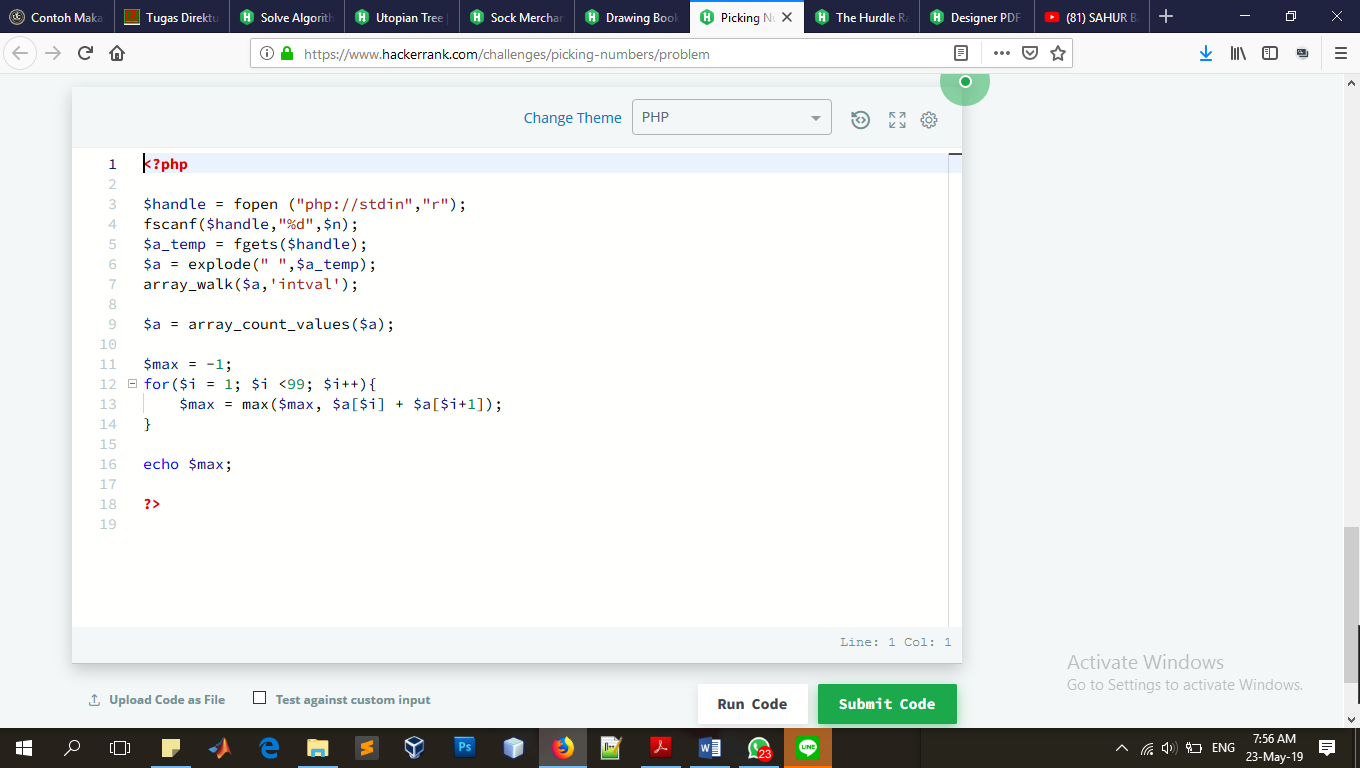 Contoh Maka
Tugas Direktu
Solve Algorith
Utopian Tree |
Sock Merchan
Drawing Book
Picking N
The Hurdle Ra
Designer PDF
(81) SAHUR B
https://www.hackerrank.com/challenges/picking-numbers/problem
Change Theme
PHP
1 <?php
2
3 $handle = fopen ("php://stdin","r");
4 fscanf($handle,"%d",$n);
5 $a_temp = fgets($handle);
6 $a = explode(" ",$a_temp);
7 array_walk($a,'intval');
8
9 $a = array_count_values($a);
10
11 $max = -1;
12 for($i = 1; $i <99; $i++){
13     $max = max($max, $a[$i] + $a[$i+1]);
14 }
15
16 echo $max;
17
18 ?>
19
Line: 1 Col: 1
Activate Windows
Go to Settings to activate Windows.
Upload Code as File
Test against custom input
Run Code
Submit Code
Ps
23
LINE
ENG
7:56 AM
23-May-19